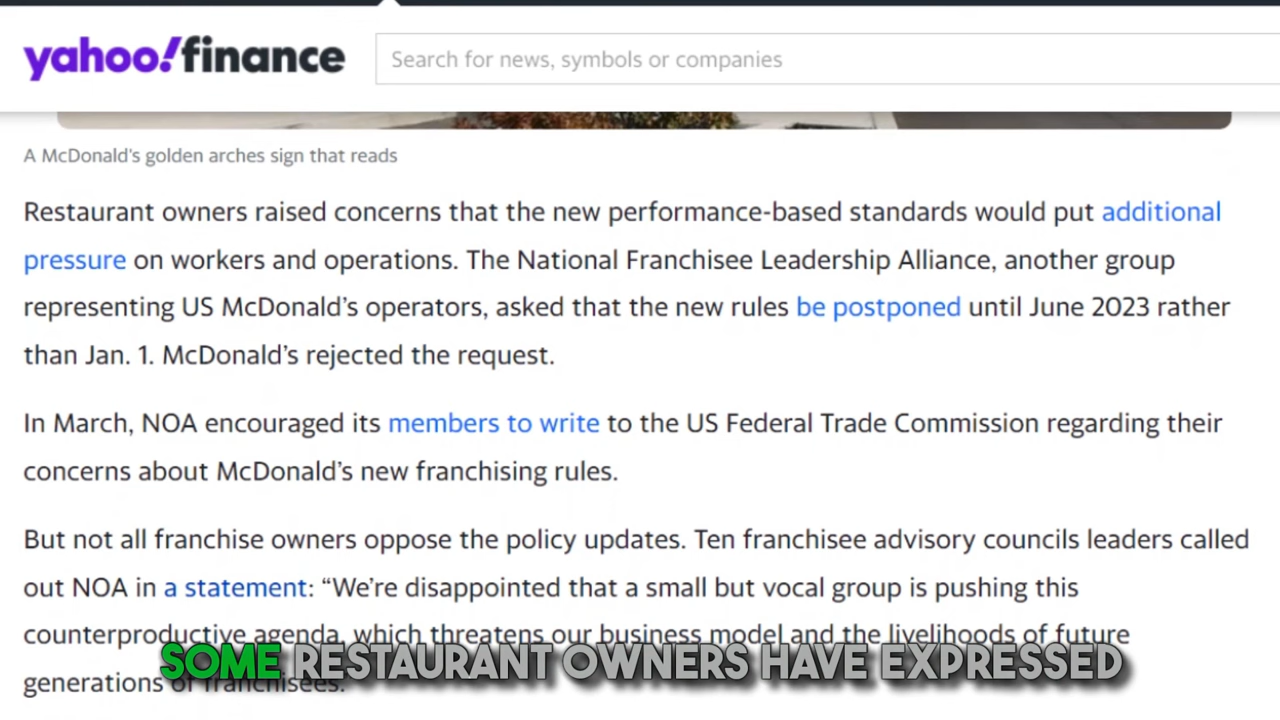 yahoo!finance
Search for news, symbols or companies
A McDonald's golden arches sign that reads
Restaurant owners raised concerns that the new performance-based standards would put additional
pressure on workers and operations. The National Franchisee Leadership Alliance, another group
representing US McDonald's operators, asked that the new rules be postponed until June 2023 rather
than Jan. 1. McDonald's rejected the request.
In March, NOA encouraged its members to write to the US Federal Trade Commission regarding their
concerns about McDonald's new franchising rules.
But not all franchise owners oppose the policy updates. Ten franchisee advisory councils leaders called
out NOA in a statement: “We're disappointed that a small but vocal group is pushing this
counterproductive agenda, which threatens our business model and the livelihoods of future
generations of franchisees.
SOME RESTAURANT OWNERS HAVE EXPRESSED